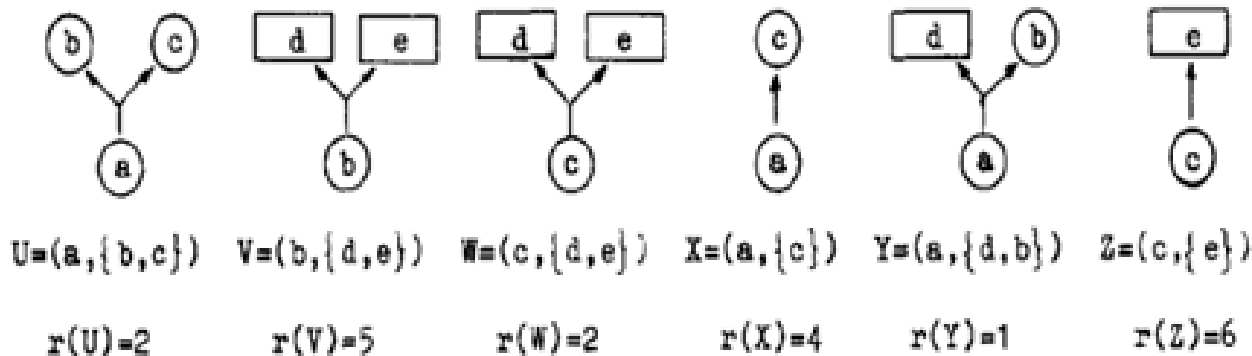 b c d e d e c d b e
a b c a a c
U=(a,{b,c}) V=(b,{d,e}) W=(c,{d,e}) X=(a,{c}) Y=(a,{d,b}) Z=(c,{e})
r(U)=2 r(V)=5 r(W)=2 r(X)=4 r(Y)=1 r(Z)=6